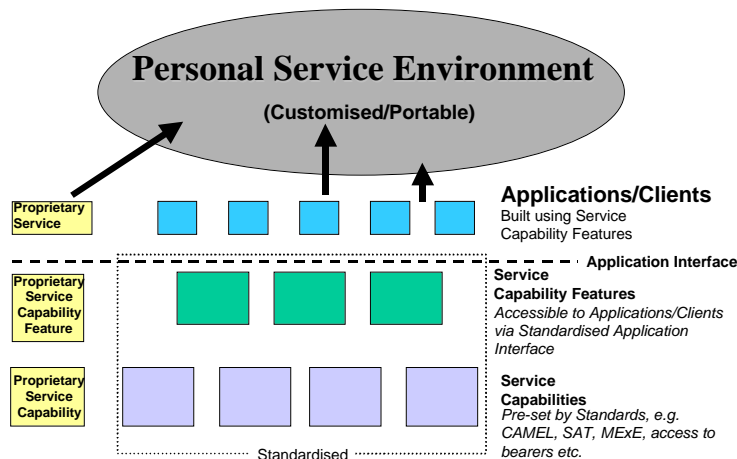 Personal Service Environment
(Customised/Portable)
Proprietary
Service
Applications/Clients
Built using Service
Capability Features
Application Interface
Proprietary
Service
Capability
Feature
Service
Capability Features
Accessible to Applications/Clients
via Standardised Application
Interface
Proprietary
Service
Capability
Service
Capabilities
Pre-set by Standards, e.g.
CAMEL, SAT, MExE, access to
bearers etc.
Standardised